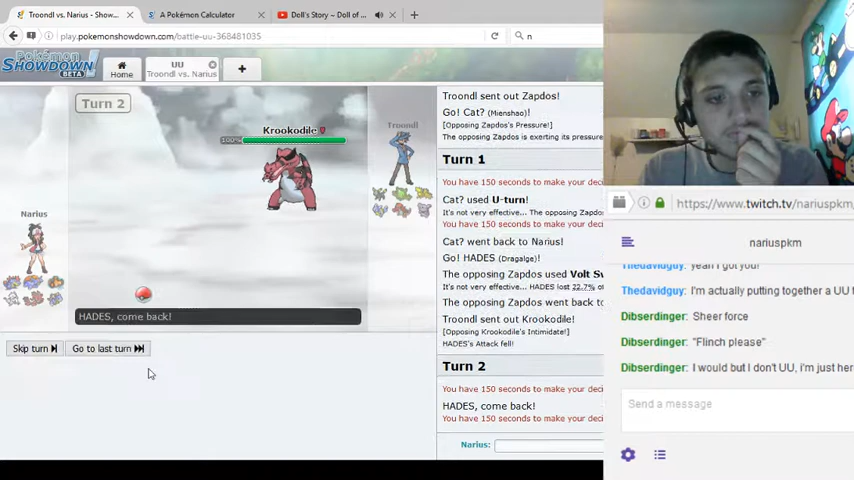 Troondl vs. Narius - Show...
A Pokémon Calculator
Doll's Story ~ Doll of ...
play.pokemonshowdown.com/battle-uu-368481035
n
Pokémon
Showdown
BETA
Home
UU
Troondl vs. Narius
Turn 2
Krookodile
100%
Troondl
Narius
HADES, come back!
Skip turn
Go to last turn
Troondl sent out Zapdos!
Go! Cat? (Mienshao)!
[Opposing Zapdos's Pressure!]
The opposing Zapdos is exerting its pressure
Turn 1
You have 150 seconds to make your deci
Cat? used U-turn!
It's not very effective... The opposing Zapdos
You have 150 seconds to make your deci
Cat? went back to Narius!
Go! HADES (Dragalge)!
The opposing Zapdos used Volt Sw
It's not very effective... HADES lost 22.7% of
The opposing Zapdos went back to
Troondl sent out Krookodile!
[Opposing Krookodile's Intimidate!]
HADES's Attack fell!
Turn 2
You have 150 seconds to make your deci
HADES, come back!
You have 150 seconds to make your deci
Narius:
https://www.twitch.tv/nariuspkm
nariuspkm
Thedavidguy: yeah I got you!
Thedavidguy: I'm actually putting together a UU t
Dibserdinger: Sheer force
Dibserdinger: "Flinch please"
Dibserdinger: I would but I don't UU, i'm just her
Send a message